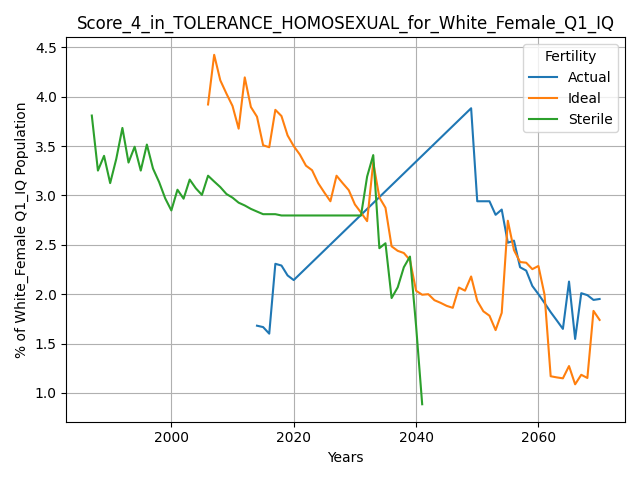 Score_4_in_TOLERANCE_HOMOSEXUAL_for_White_Female_Q1_IQ
Fertility
Actual
Ideal
Sterile
% of White_Female Q1_IQ Population
4.5
4.0
3.5
3.0
2.5
2.0
1.5
1.0
2000
2020
2040
2060
Years